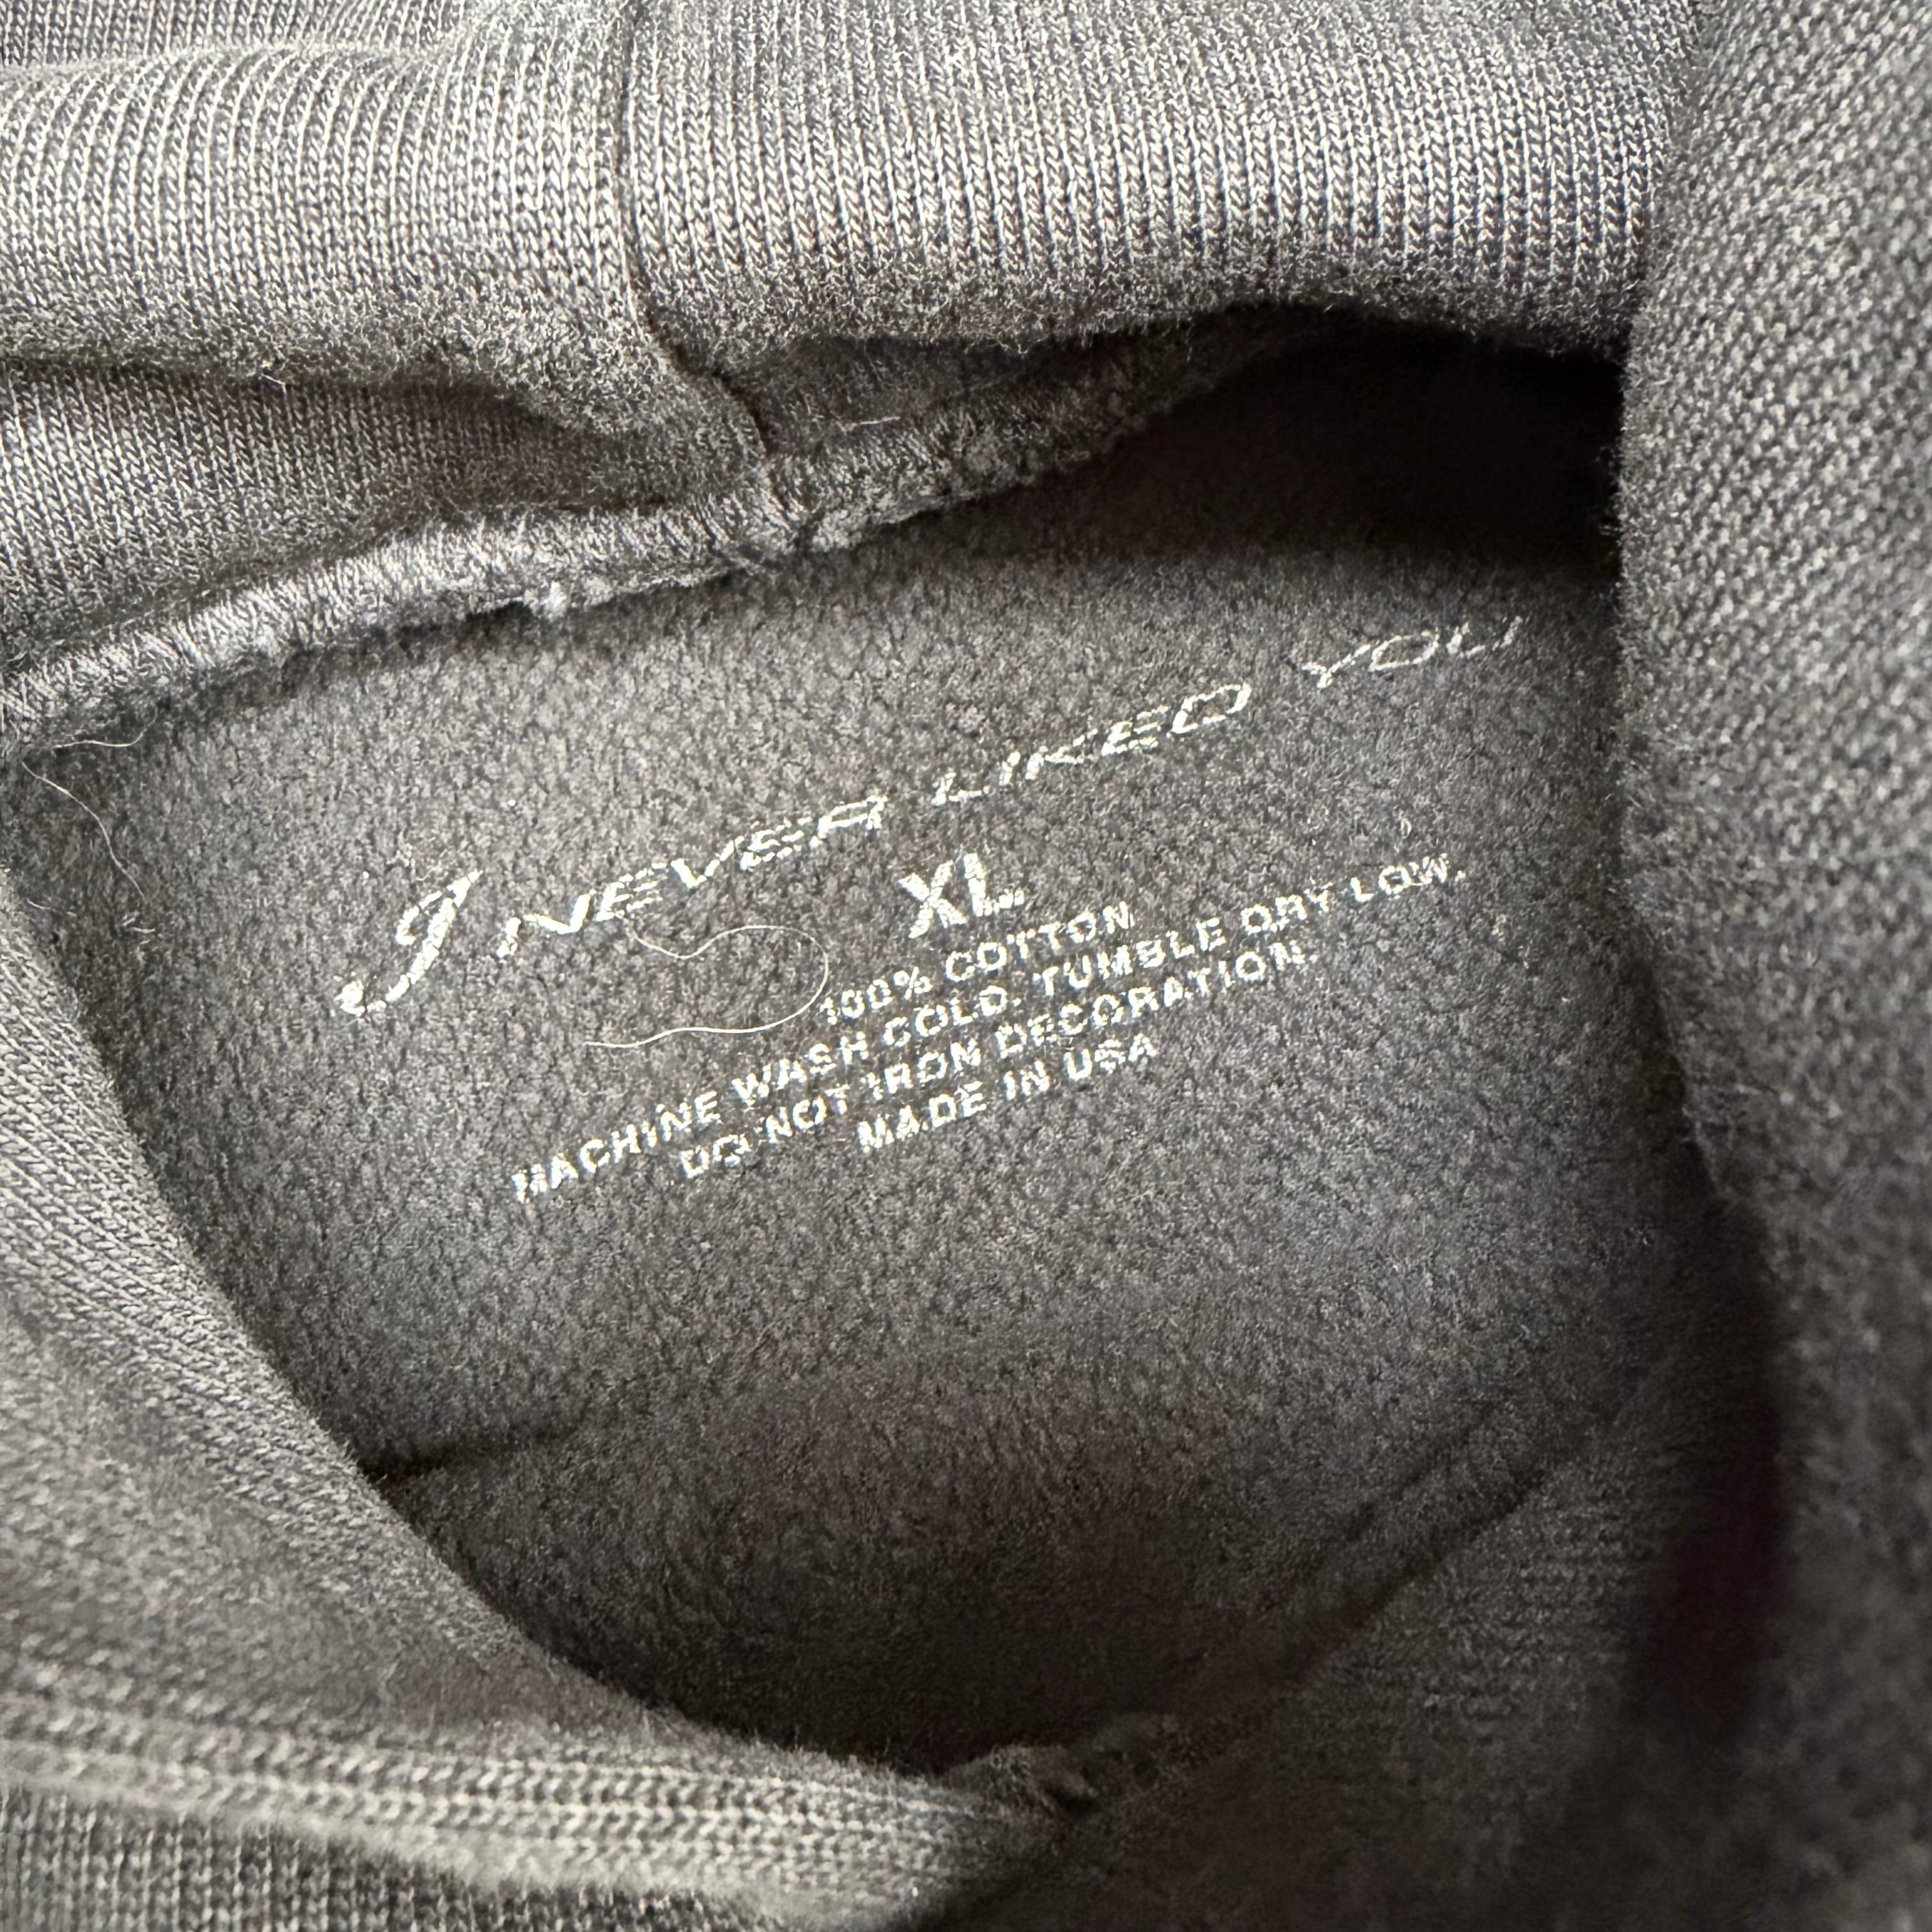 I NEVER LIKED YOU
XL
100% COTTON
MACHINE WASH COLD. TUMBLE DRY LOW.
DO NOT IRON DECORATION.
MADE IN USA